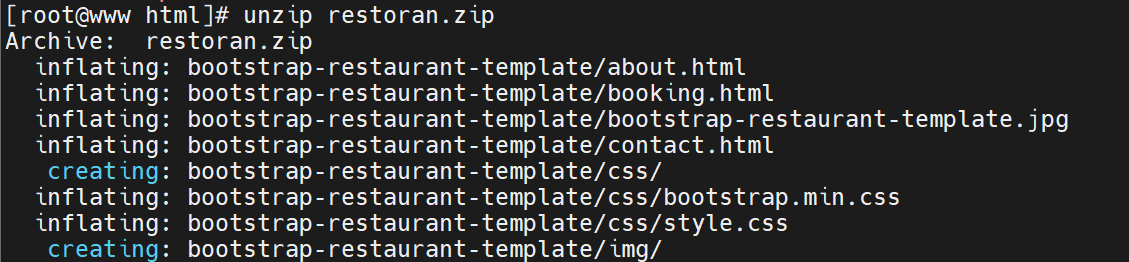 [root@www html]# unzip restoran.zip
Archive:  restoran.zip
  inflating: bootstrap-restaurant-template/about.html
  inflating: bootstrap-restaurant-template/booking.html
  inflating: bootstrap-restaurant-template/bootstrap-restaurant-template.jpg
  inflating: bootstrap-restaurant-template/contact.html
   creating: bootstrap-restaurant-template/css/
  inflating: bootstrap-restaurant-template/css/bootstrap.min.css
  inflating: bootstrap-restaurant-template/css/style.css
   creating: bootstrap-restaurant-template/img/